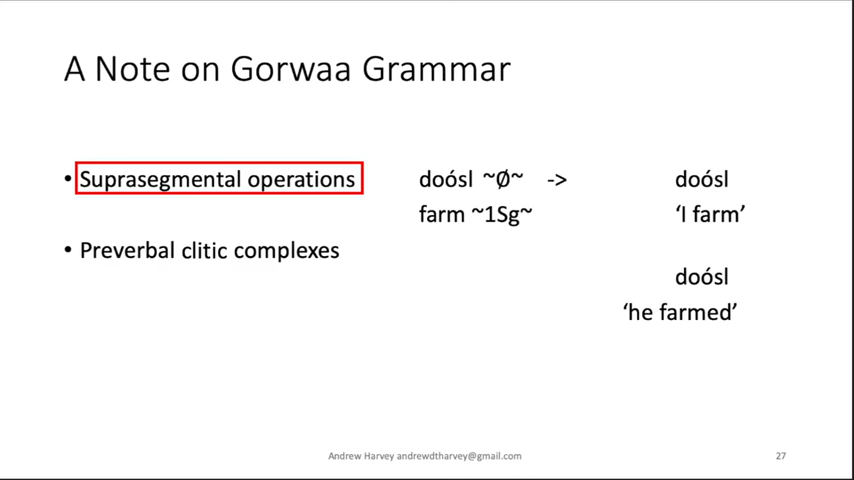 A Note on Gorwaa Grammar
• Suprasegmental operations doósl ~Ø~ -> doósl
farm ~1Sg~ ‘I farm’
• Preverbal clitic complexes
doósl
‘he farmed’
Andrew Harvey andrewdtharvey@gmail.com 27